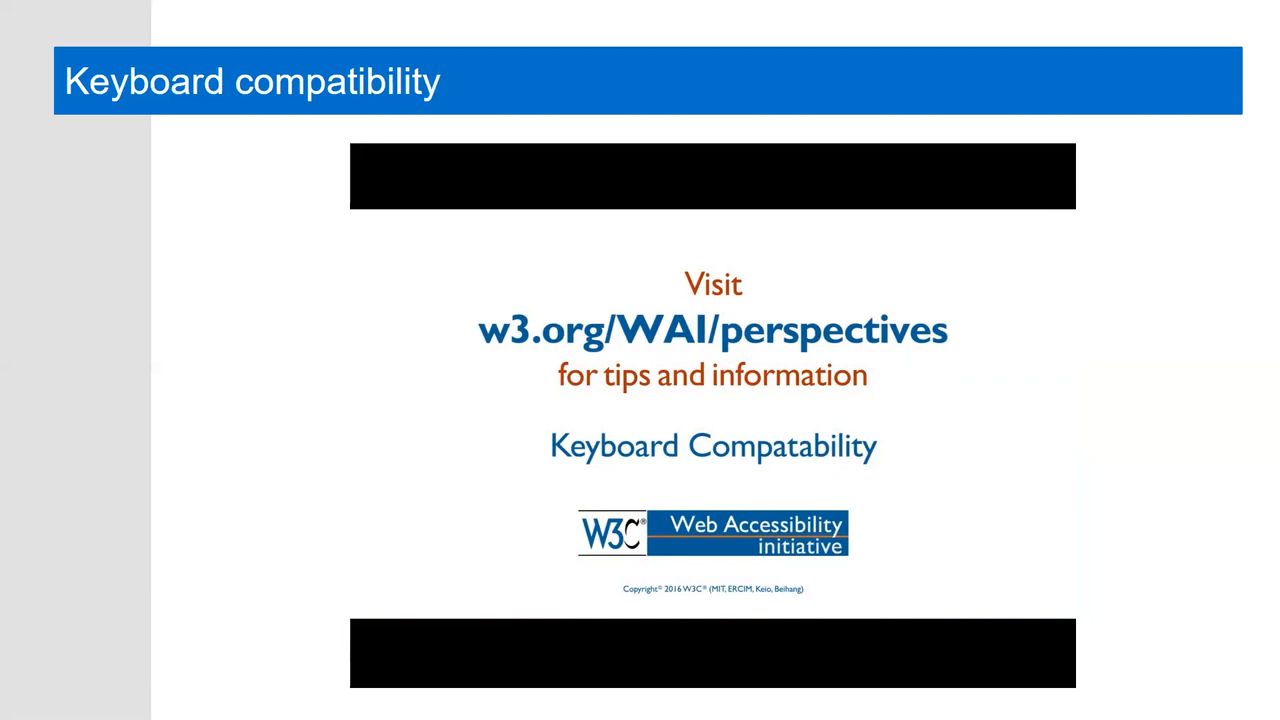 Keyboard compatibility
Visit
w3.org/WAI/perspectives
for tips and information
Keyboard Compatability
W3C® Web Accessibility
initiative
Copyright© 2016 W3C® (MIT, ERCIM, Keio, Beihang)